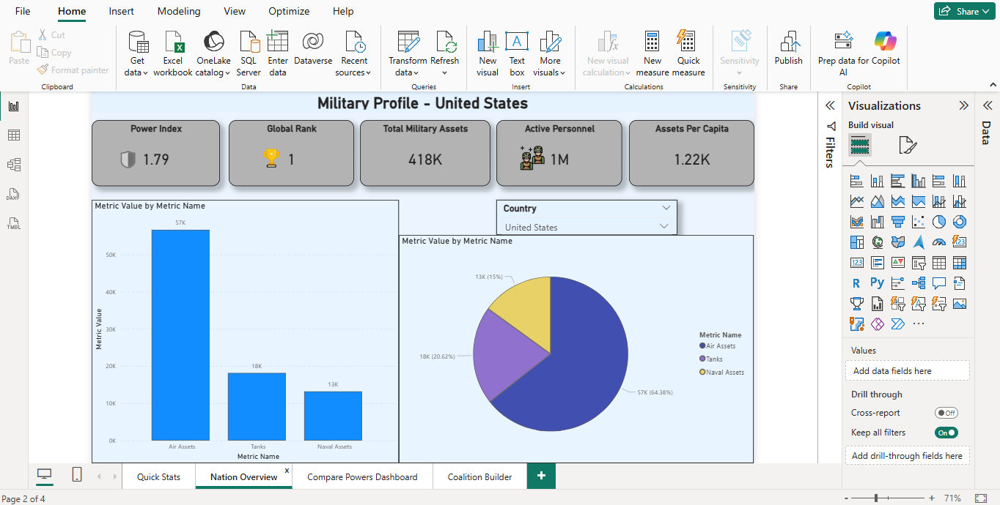 File Home Insert Modeling View Optimize Help Share
Paste
Cut
Copy
Format painter
Clipboard
Get data
Excel workbook
OneLake catalog
SQL Server
Enter data
Dataverse
Recent sources
Data
Transform data
Refresh
Queries
New visual
Text box
More visuals
Insert
New visual calculation
New measure
Quick measure
Calculations
Sensitivity
Sensitivity
Publish
Share
Prep data for AI
Copilot
Copilot
DAX
TMDL
Military Profile - United States
Power Index
1.79
Global Rank
1
Total Military Assets
418K
Active Personnel
1M
Assets Per Capita
1.22K
Metric Value by Metric Name
57K
50K
40K
30K
20K
10K
0K
18K
13K
Metric Value
Air Assets Tanks Naval Assets
Metric Name
Country
United States
Metric Value by Metric Name
13K (15%)
18K (20.62%)
57K (64.38%)
Metric Name
Air Assets
Tanks
Naval Assets
Filters
Visualizations
Build visual
123
123
R Py
Values
Add data fields here
Drill through
Cross-report Off
Keep all filters On
Add drill-through fields here
Data
Quick Stats Nation Overview x Compare Powers Dashboard Coalition Builder +
Page 2 of 4
- + 71%